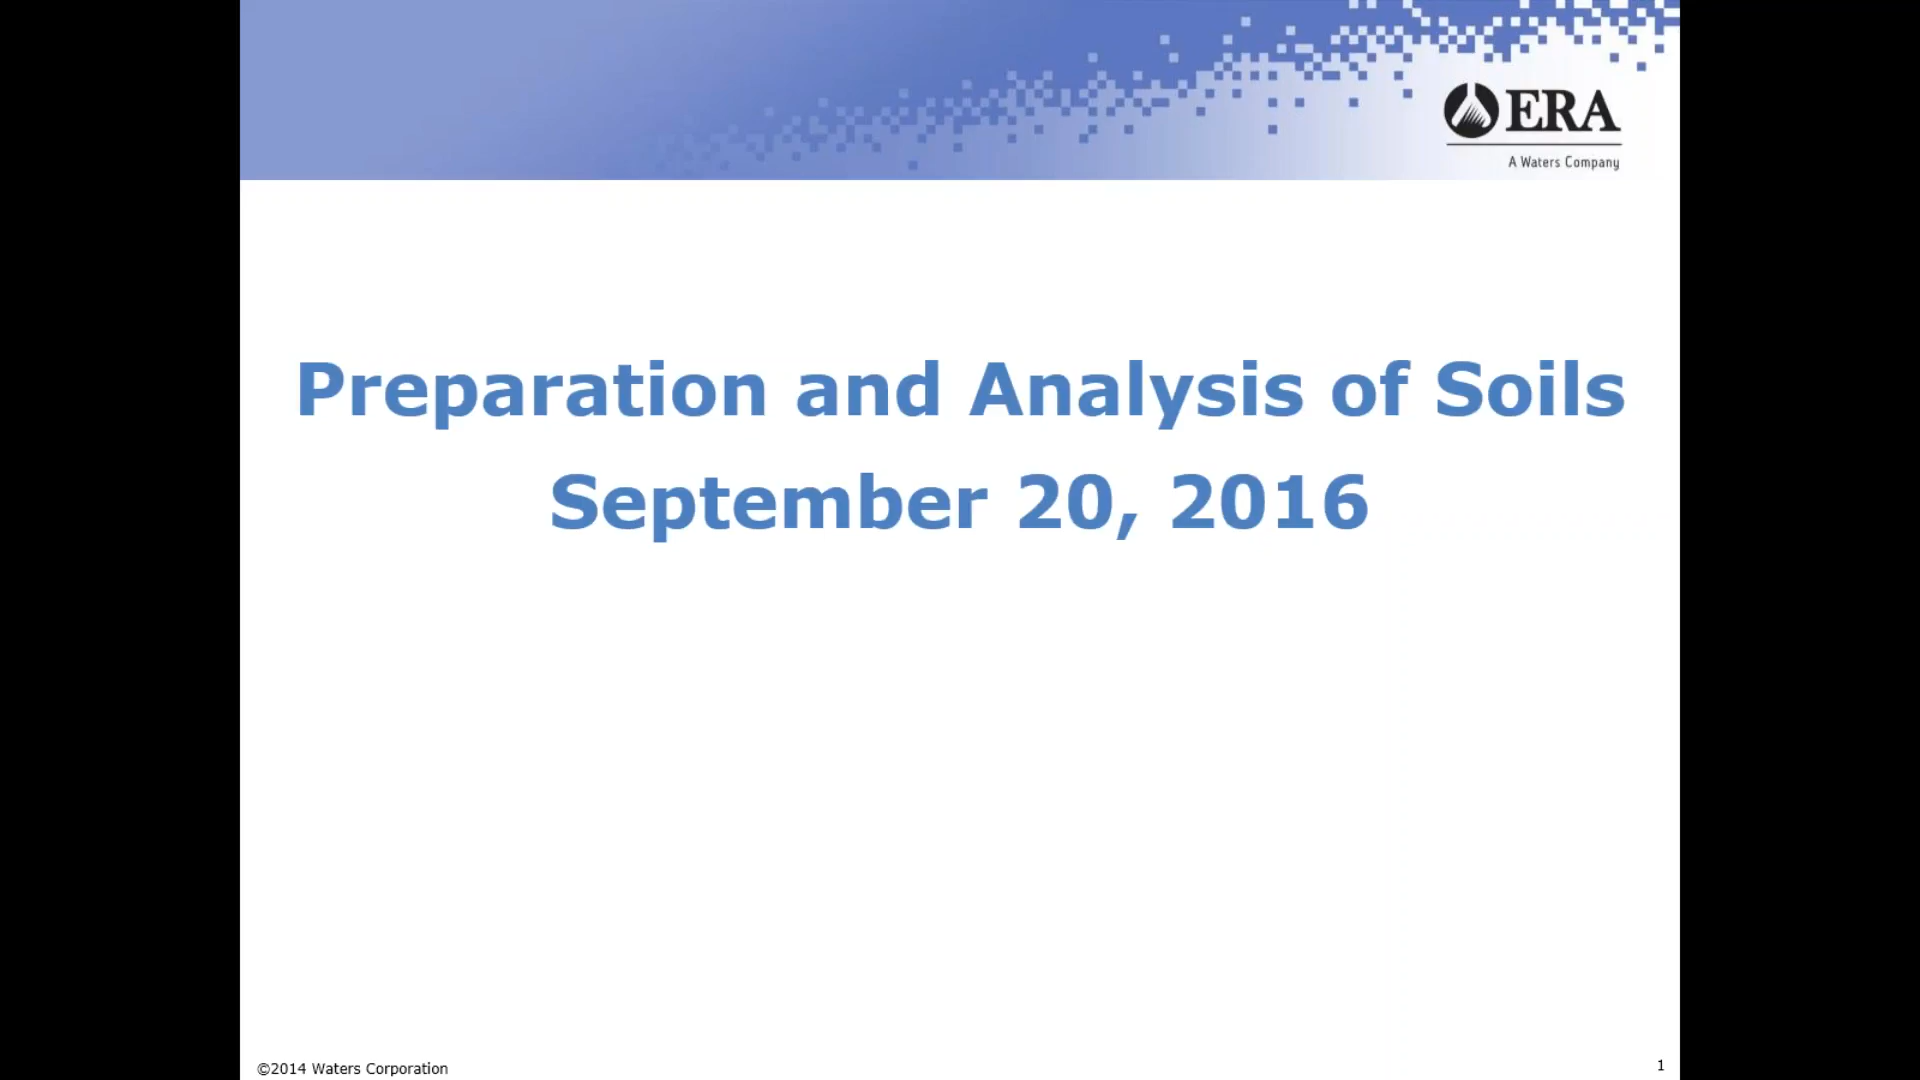 ERA
A Waters Company
Preparation and Analysis of Soils
September 20, 2016
©2014 Waters Corporation
1